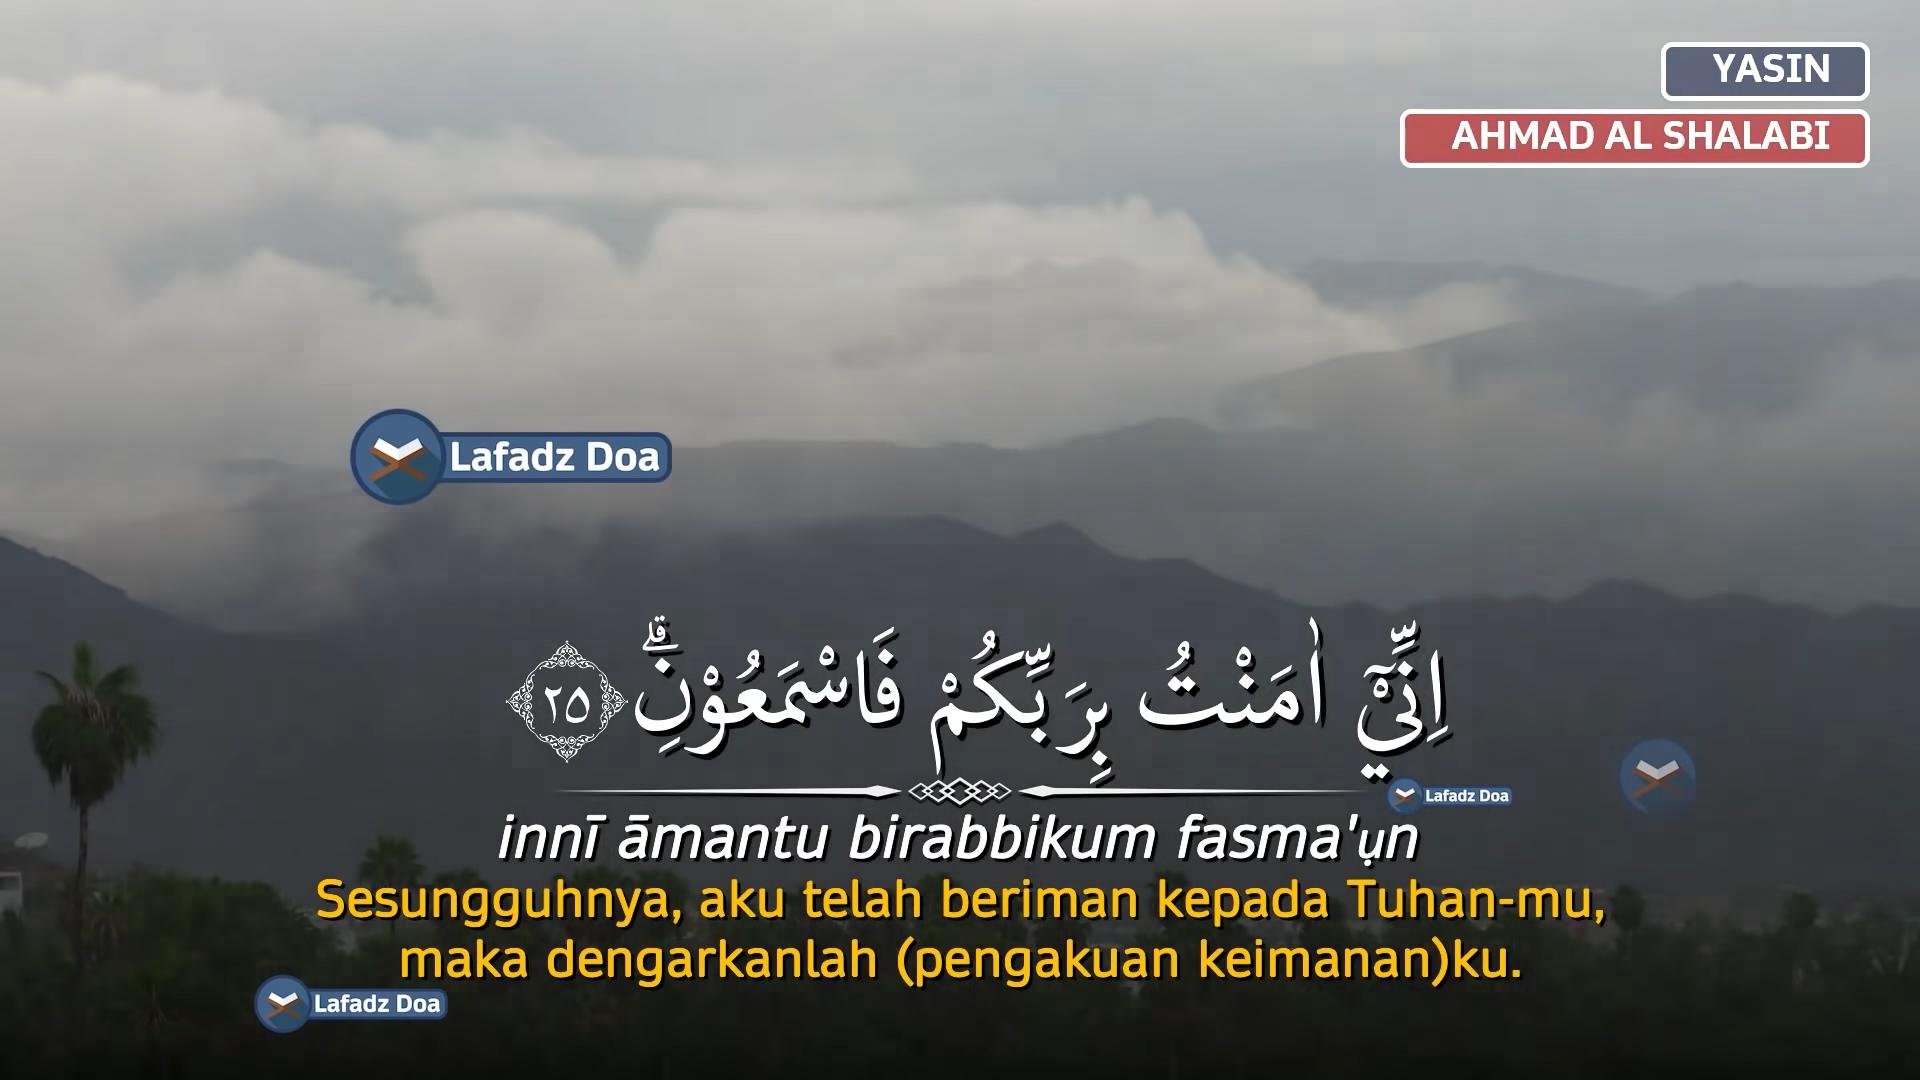 YASIN
AHMAD AL SHALABI
Lafadz Doa
اِنِّيْٓ اٰمَنْتُ بِرَبِّكُمْ فَاسْمَعُوْنِۗ ٢٥
Lafadz Doa
innī āmantu birabbikum fasma'ụn
Sesungguhnya, aku telah beriman kepada Tuhan-mu,
maka dengarkanlah (pengakuan keimanan)ku.
Lafadz Doa